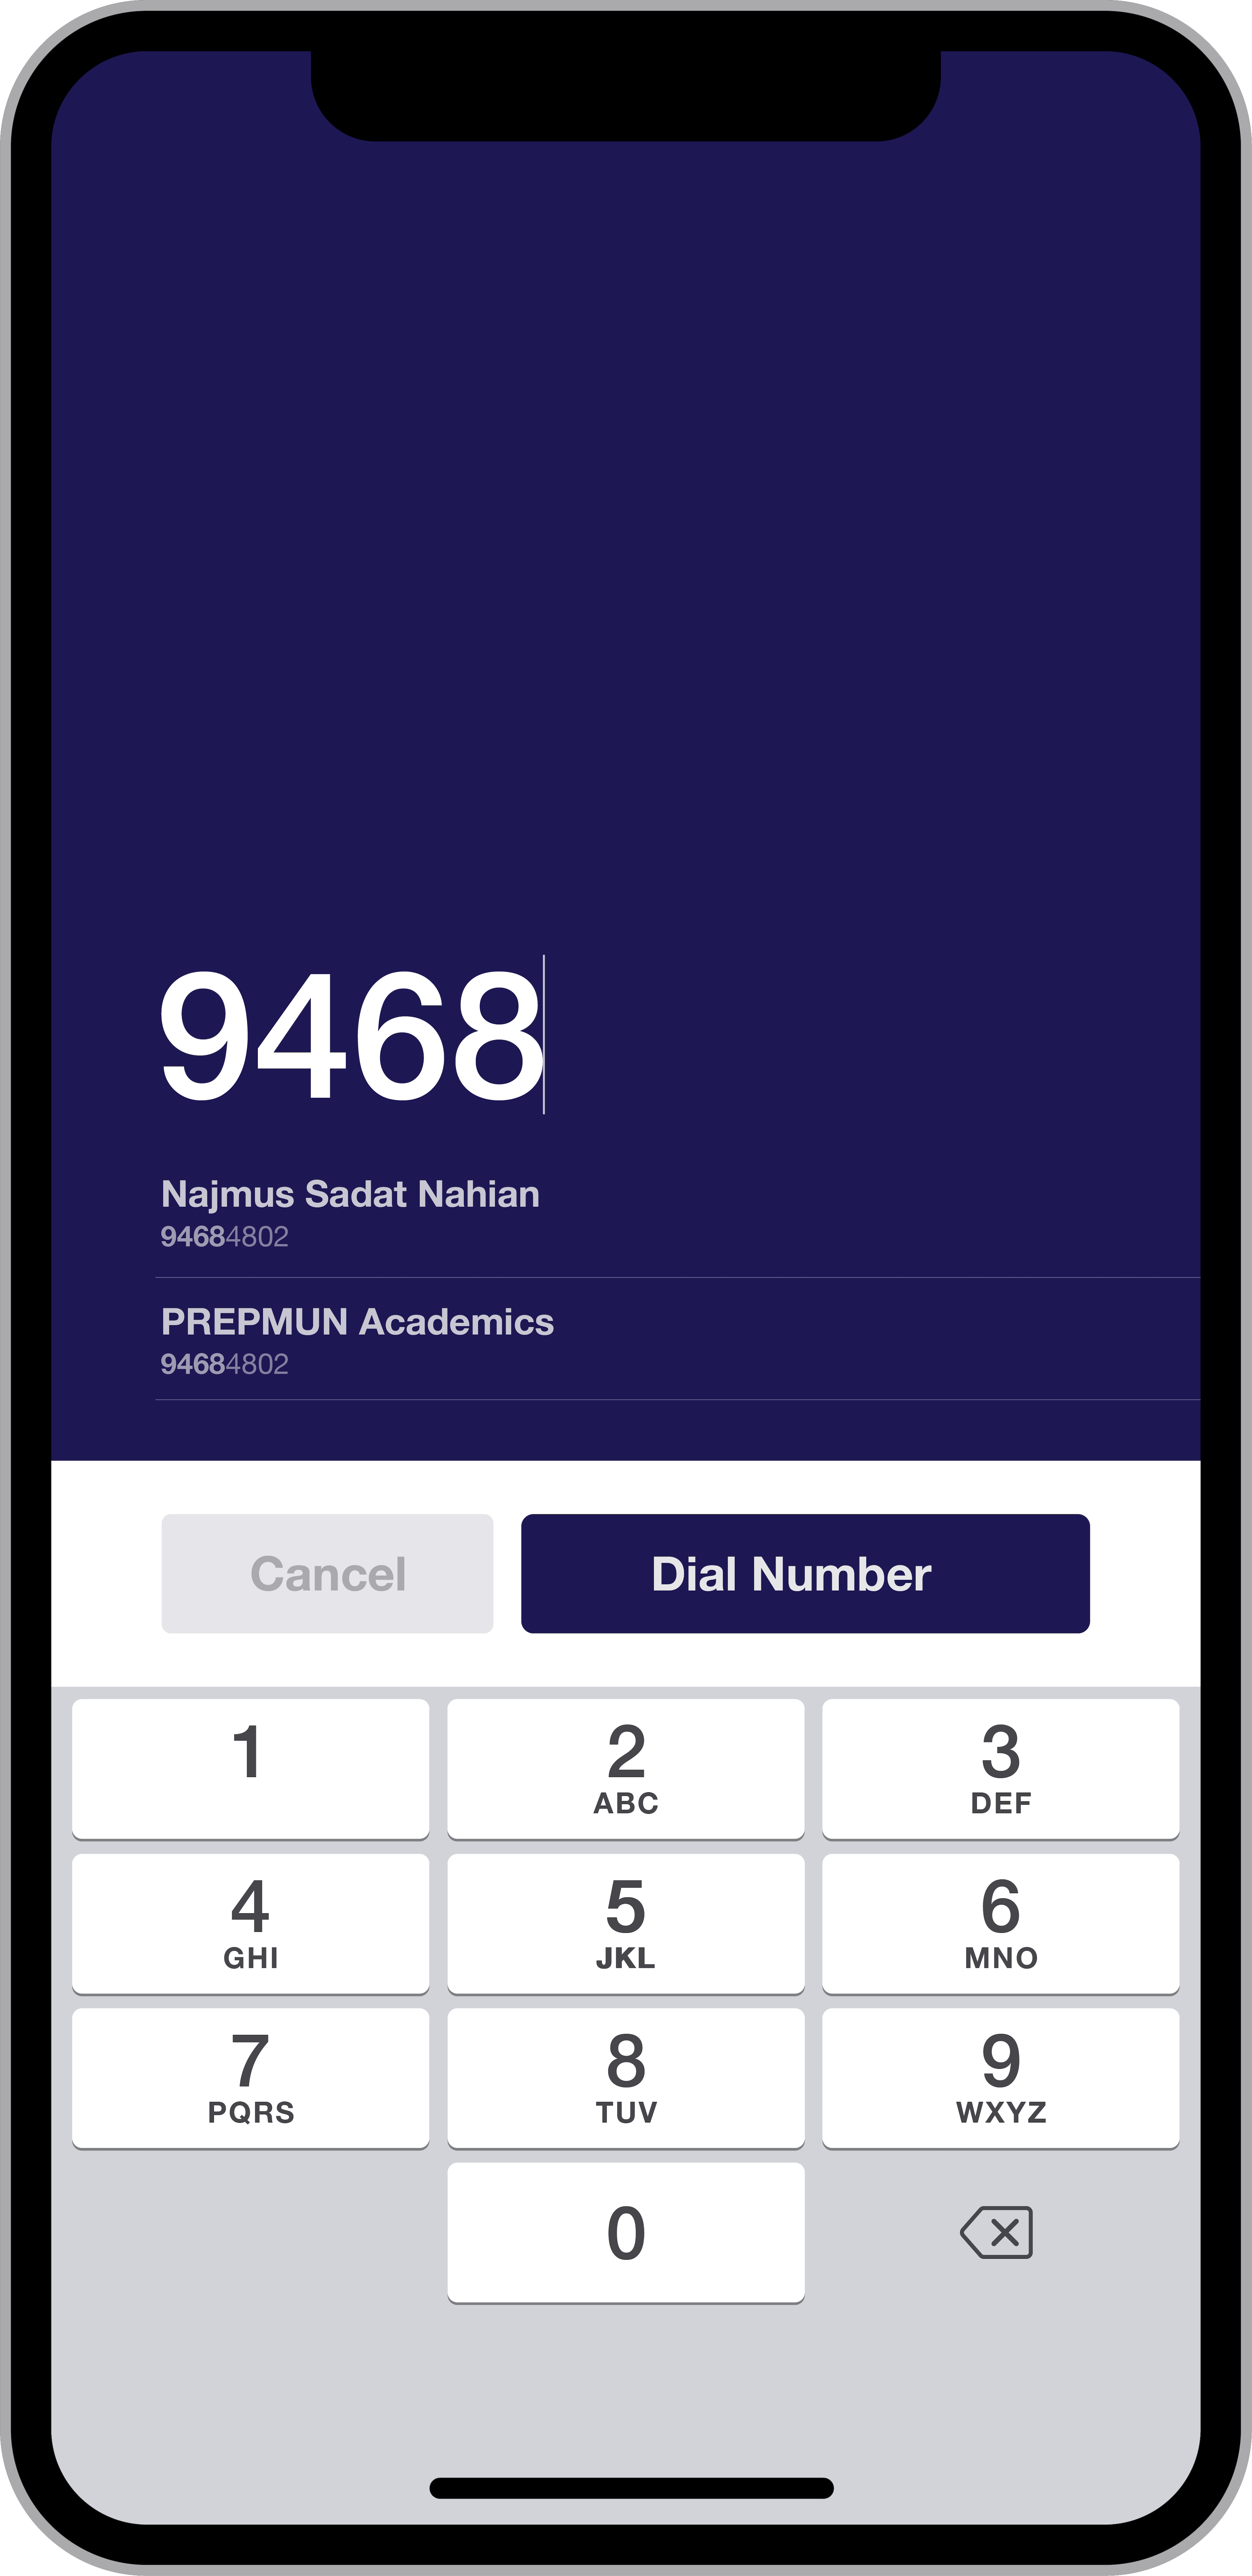 9468
Najmus Sadat Nahian
94684802
PREPMUN Academics
94684802
Cancel Dial Number
1 2 3
ABC DEF
4 5 6
GHI JKL MNO
7 8 9
PQRS TUV WXYZ
0